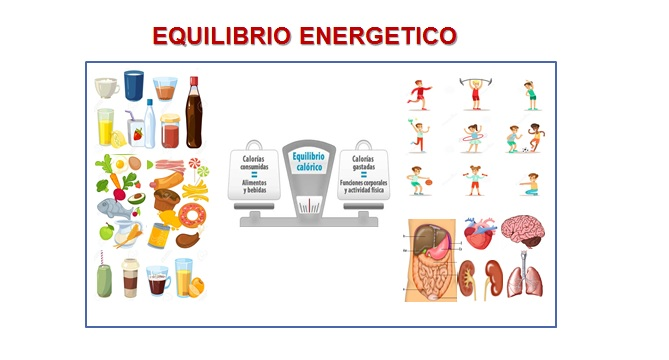 EQUILIBRIO ENERGETICO
Calorías
consumidas
=
Alimentos
y bebidas
Equilibrio
calórico
Calorías
gastadas
=
Funciones corporales
y actividad física